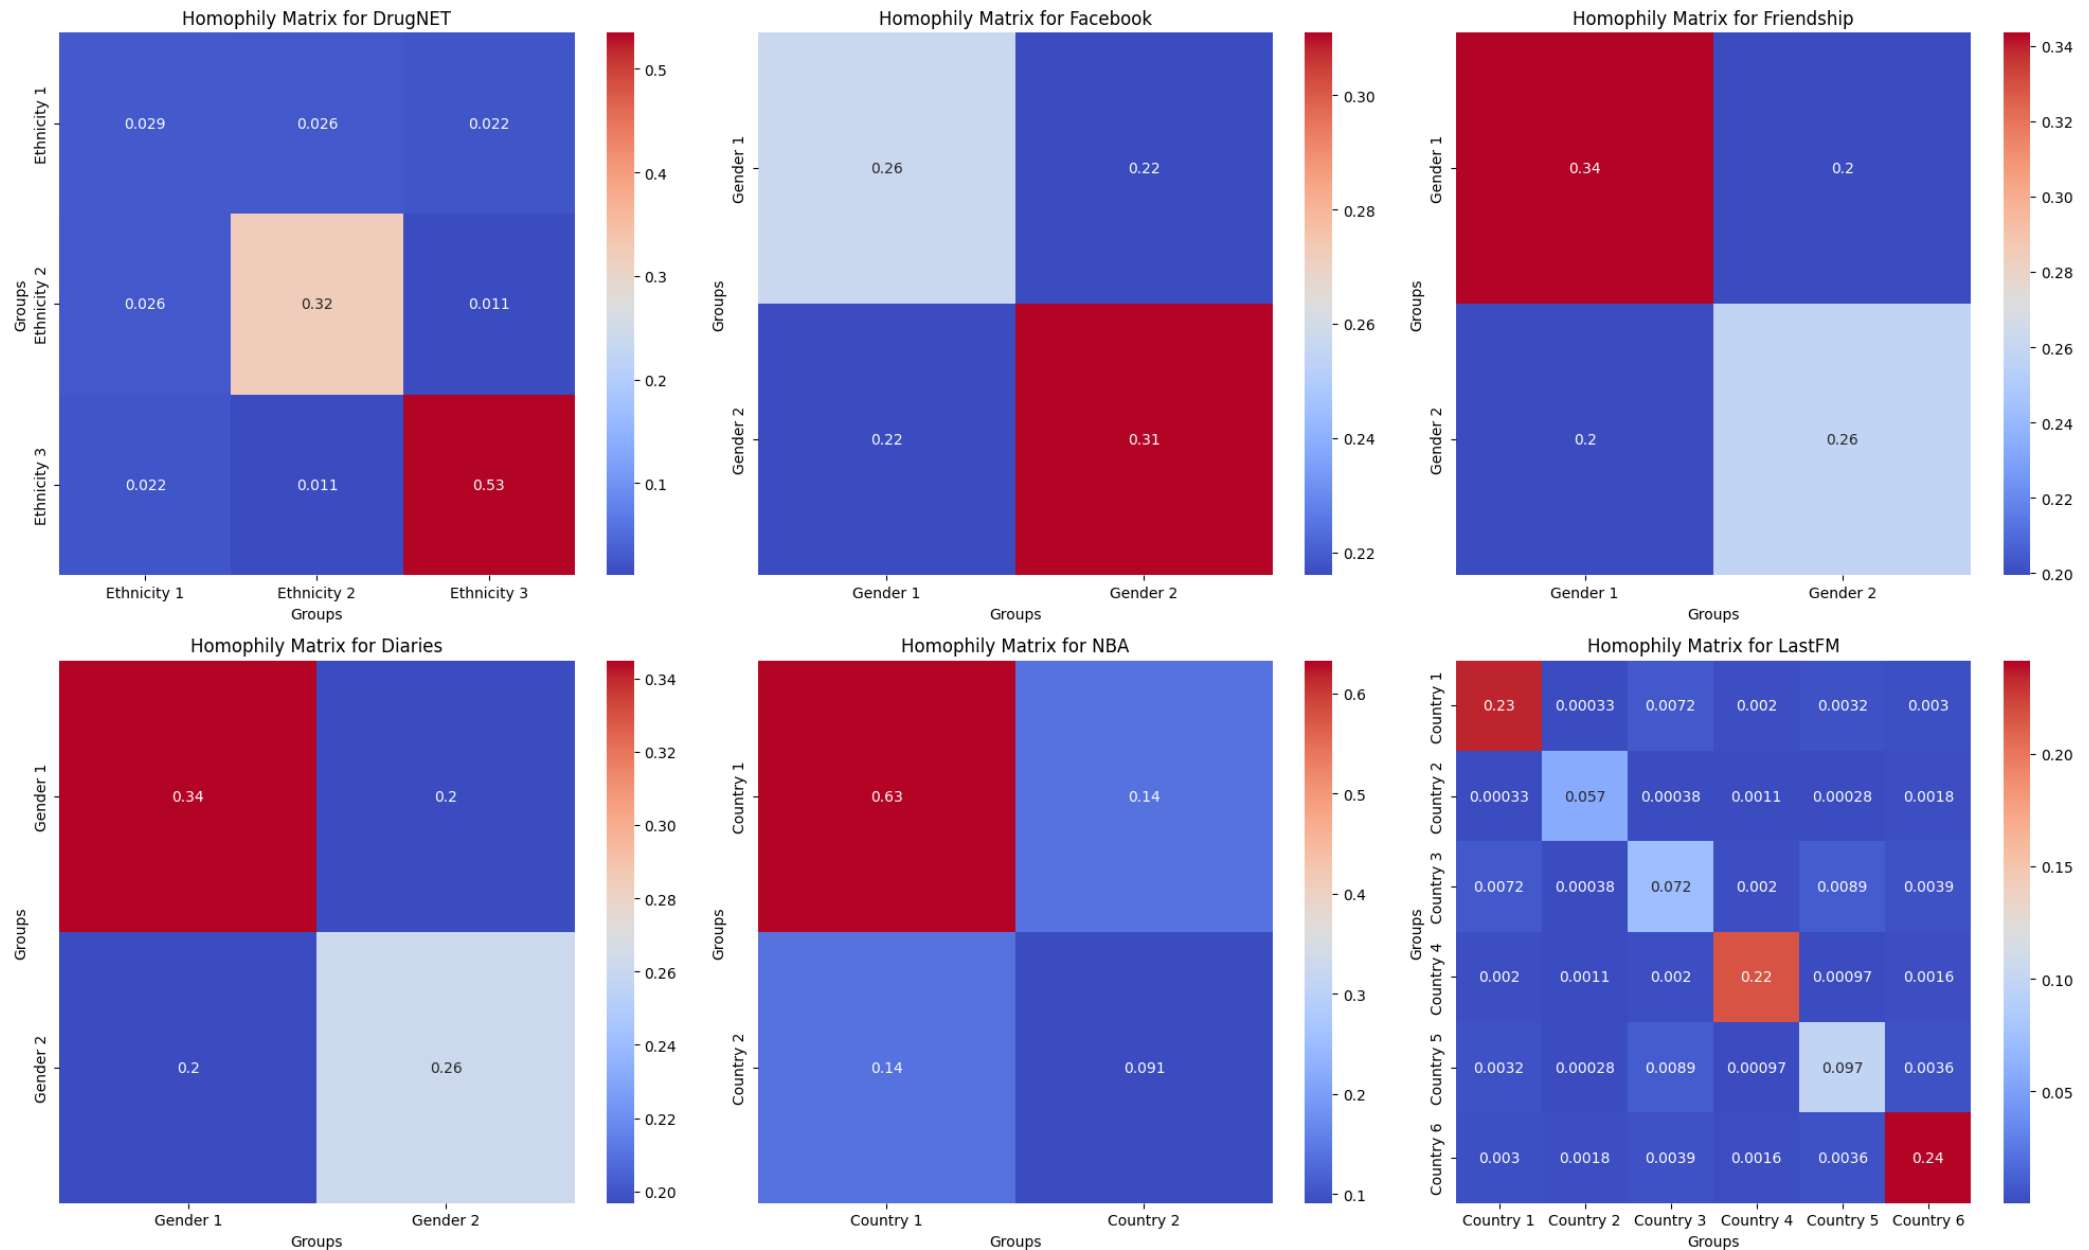 Homophily Matrix for DrugNET
Ethnicity 1
Ethnicity 2
Ethnicity 3
Groups
0.029 0.026 0.022
0.026 0.32 0.011
0.022 0.011 0.53
Ethnicity 1 Ethnicity 2 Ethnicity 3
Groups
0.5
0.4
0.3
0.2
0.1
Homophily Matrix for Facebook
Gender 1
Gender 2
Groups
0.26 0.22
0.22 0.31
Gender 1 Gender 2
Groups
0.30
0.28
0.26
0.24
0.22
Homophily Matrix for Friendship
Gender 1
Gender 2
Groups
0.34 0.2
0.2 0.26
Gender 1 Gender 2
Groups
0.34
0.32
0.30
0.28
0.26
0.24
0.22
0.20
Homophily Matrix for Diaries
Gender 1
Gender 2
Groups
0.34 0.2
0.2 0.26
Gender 1 Gender 2
Groups
0.34
0.32
0.30
0.28
0.26
0.24
0.22
0.20
Homophily Matrix for NBA
Country 1
Country 2
Groups
0.63 0.14
0.14 0.091
Country 1 Country 2
Groups
0.6
0.5
0.4
0.3
0.2
0.1
Homophily Matrix for LastFM
Country 1
Country 2
Country 3
Country 4
Country 5
Country 6
Groups
0.23 0.00033 0.0072 0.002 0.0032 0.003
0.00033 0.057 0.00038 0.0011 0.00028 0.0018
0.0072 0.00038 0.072 0.002 0.0089 0.0039
0.002 0.0011 0.002 0.22 0.00097 0.0016
0.0032 0.00028 0.0089 0.00097 0.097 0.0036
0.003 0.0018 0.0039 0.0016 0.0036 0.24
Country 1 Country 2 Country 3 Country 4 Country 5 Country 6
Groups
0.20
0.15
0.10
0.05